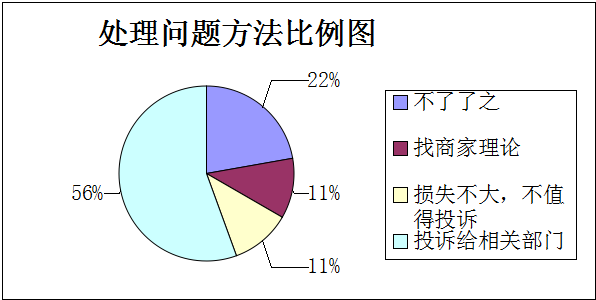 处理问题方法比例图
22%
11%
11%
56%
不了了之
找商家理论
损失不大，不值
得投诉
投诉给相关部门